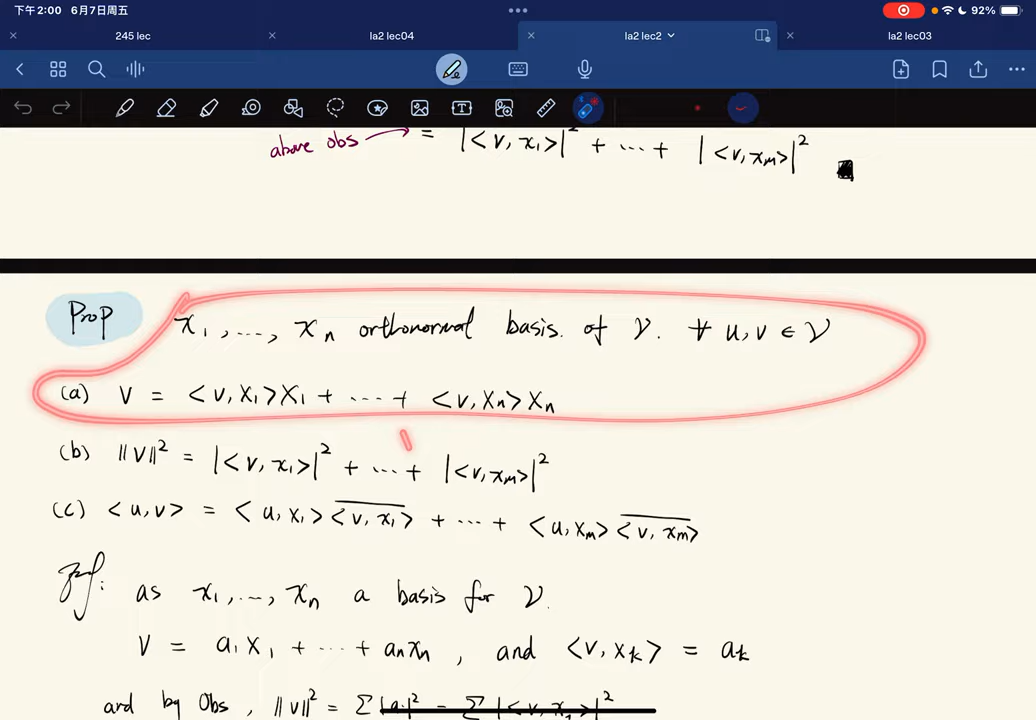 下午2:00 6月7日周五
92%
245 lec
la2 lec04
la2 lec2
la2 lec03
above obs → = |<v, x₁>|² + ... + |<v, xₘ>|²
Prop x₁, ..., xₙ orthonormal basis. of V. ∀ u, v ∈ V
(a) v = <v, x₁>x₁ + ... + <v, xₙ>xₙ
(b) ‖v‖² = |<v, x₁>|² + ... + |<v, xₘ>|²
(c) <u, v> = <u, x₁> \overline{<v, x₁>} + ... + <u, xₘ> \overline{<v, xₘ>}
Prf: as x₁, ..., xₙ a basis for V.
v = a₁x₁ + ... + aₙxₙ, and <v, xₖ> = aₖ
and by Obs, ‖v‖² = Σ